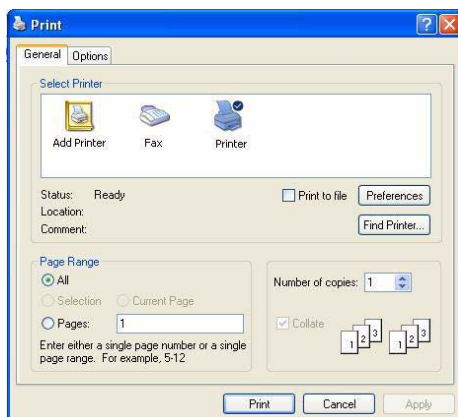 Print
General Options
Select Printer
Add Printer Fax Printer
Status: Ready
Print to file Preferences
Location:
Comment:
Find Printer...
Page Range
All
Selection Current Page
Pages: 1
Enter either a single page number or a single
page range. For example, 5-12
Number of copies: 1
Collate
1 2 3 1 2 3
Print Cancel Apply